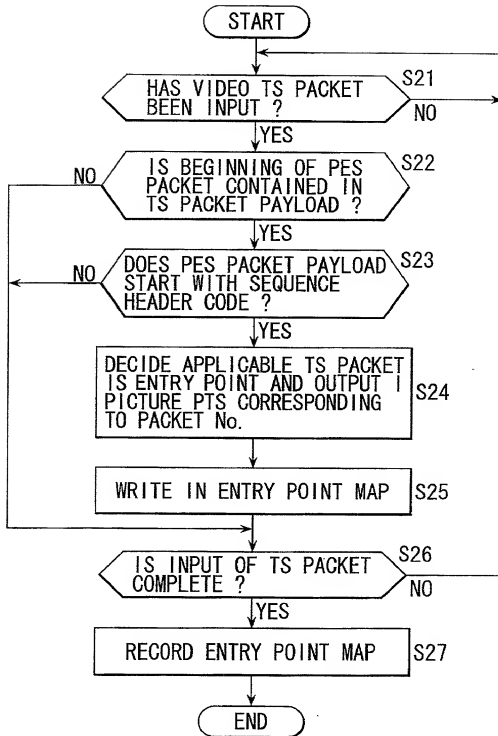 START
HAS VIDEO TS PACKET
BEEN INPUT ?
S21
NO
YES
IS BEGINNING OF PES
PACKET CONTAINED IN
TS PACKET PAYLOAD ?
S22
NO
YES
DOES PES PACKET PAYLOAD
START WITH SEQUENCE
HEADER CODE ?
S23
NO
YES
DECIDE APPLICABLE TS PACKET
IS ENTRY POINT AND OUTPUT I
PICTURE PTS CORRESPONDING
TO PACKET No.
S24
WRITE IN ENTRY POINT MAP
S25
IS INPUT OF TS PACKET
COMPLETE ?
S26
NO
YES
RECORD ENTRY POINT MAP
S27
END